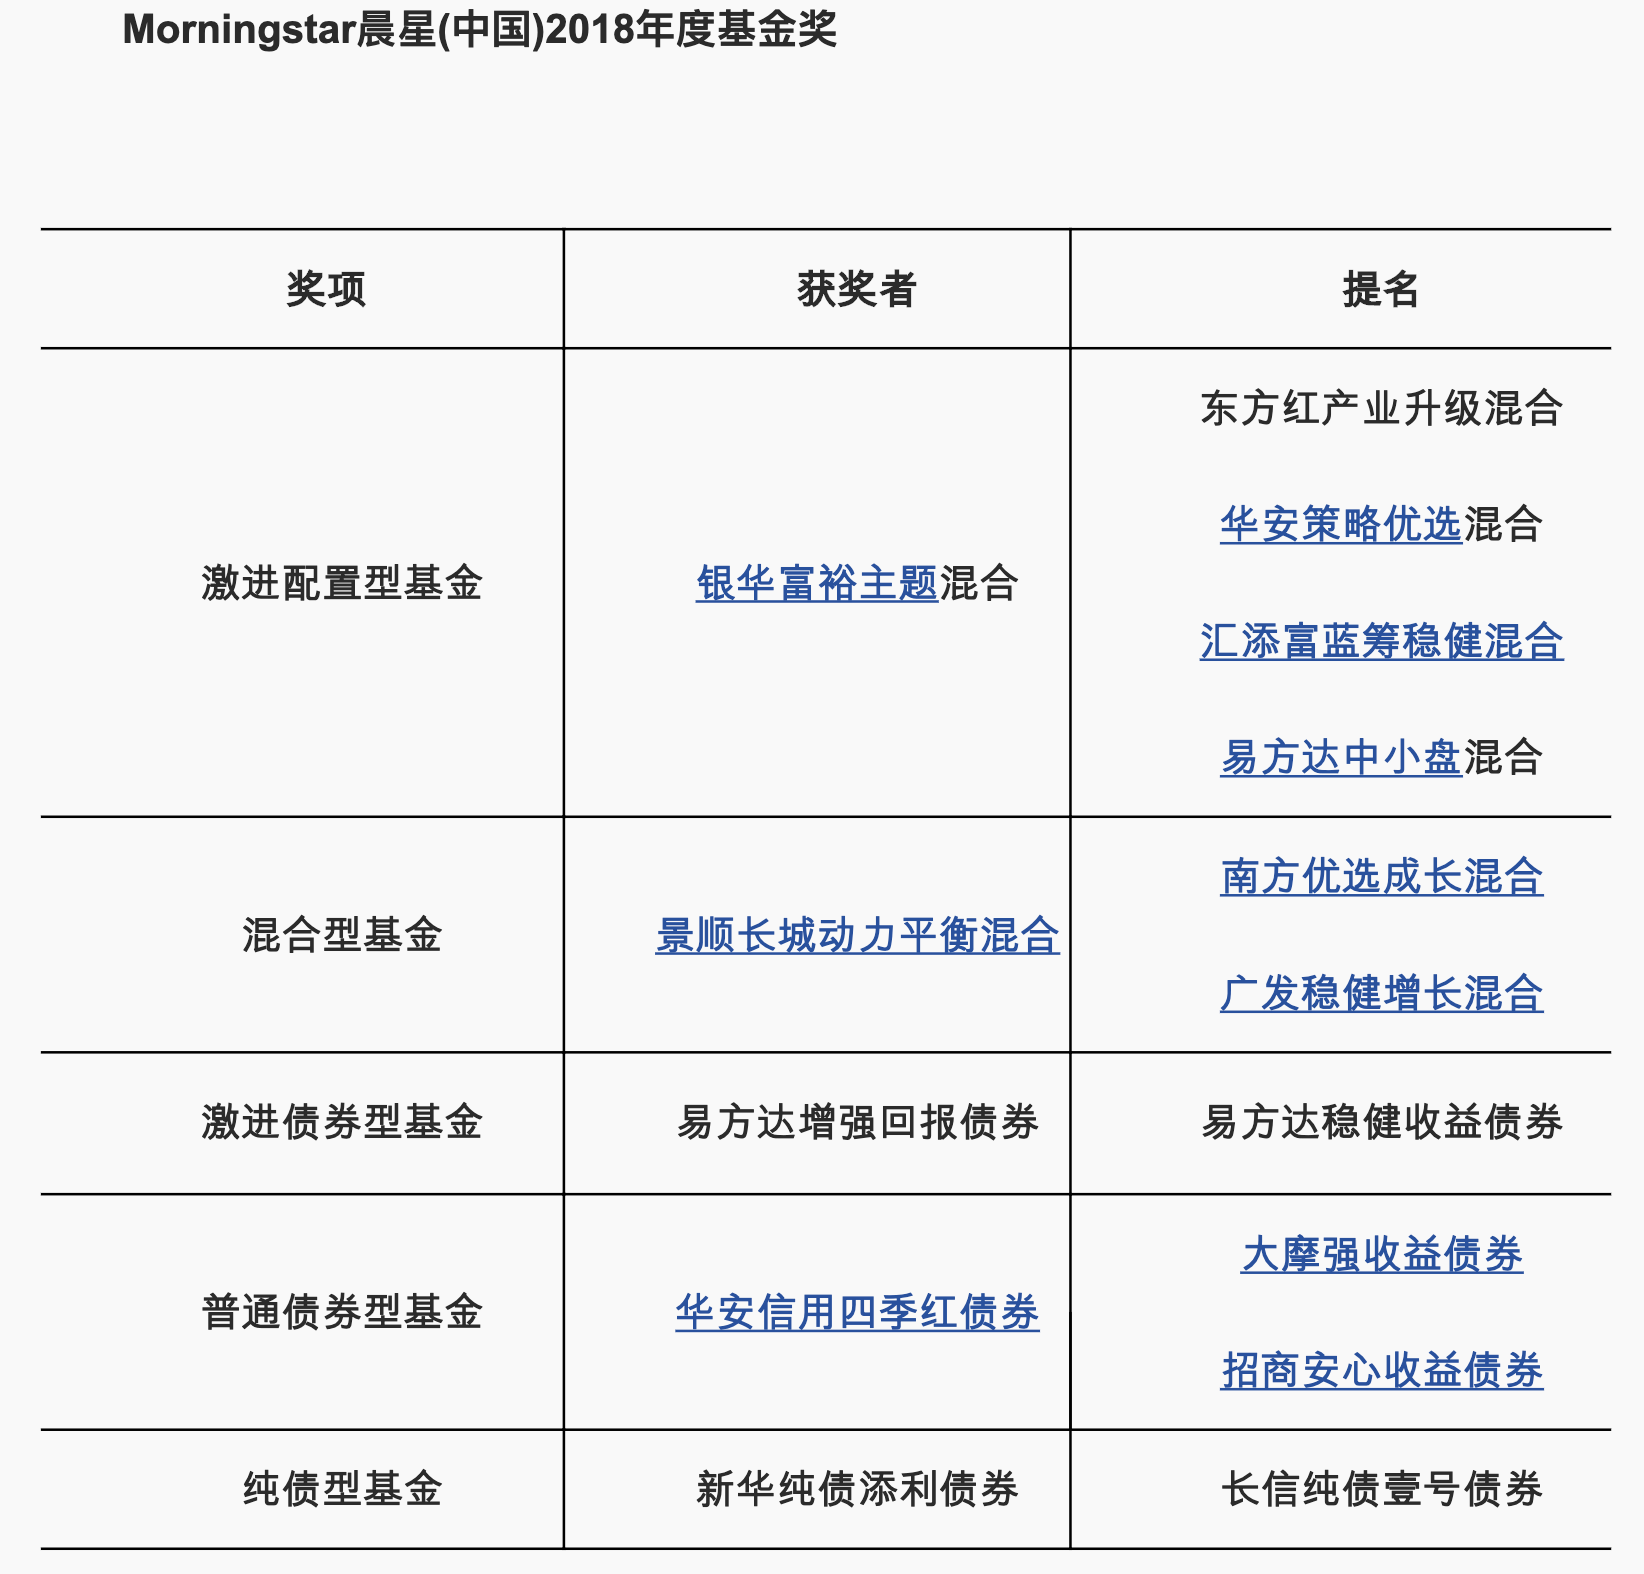 Morningstar晨星(中国)2018年度基金奖
奖项 获奖者 提名
激进配置型基金 银华富裕主题混合 东方红产业升级混合
华安策略优选混合
汇添富蓝筹稳健混合
易方达中小盘混合
混合型基金 景顺长城动力平衡混合 南方优选成长混合
广发稳健增长混合
激进债券型基金 易方达增强回报债券 易方达稳健收益债券
普通债券型基金 华安信用四季红债券 大摩强收益债券
招商安心收益债券
纯债型基金 新华纯债添利债券 长信纯债壹号债券